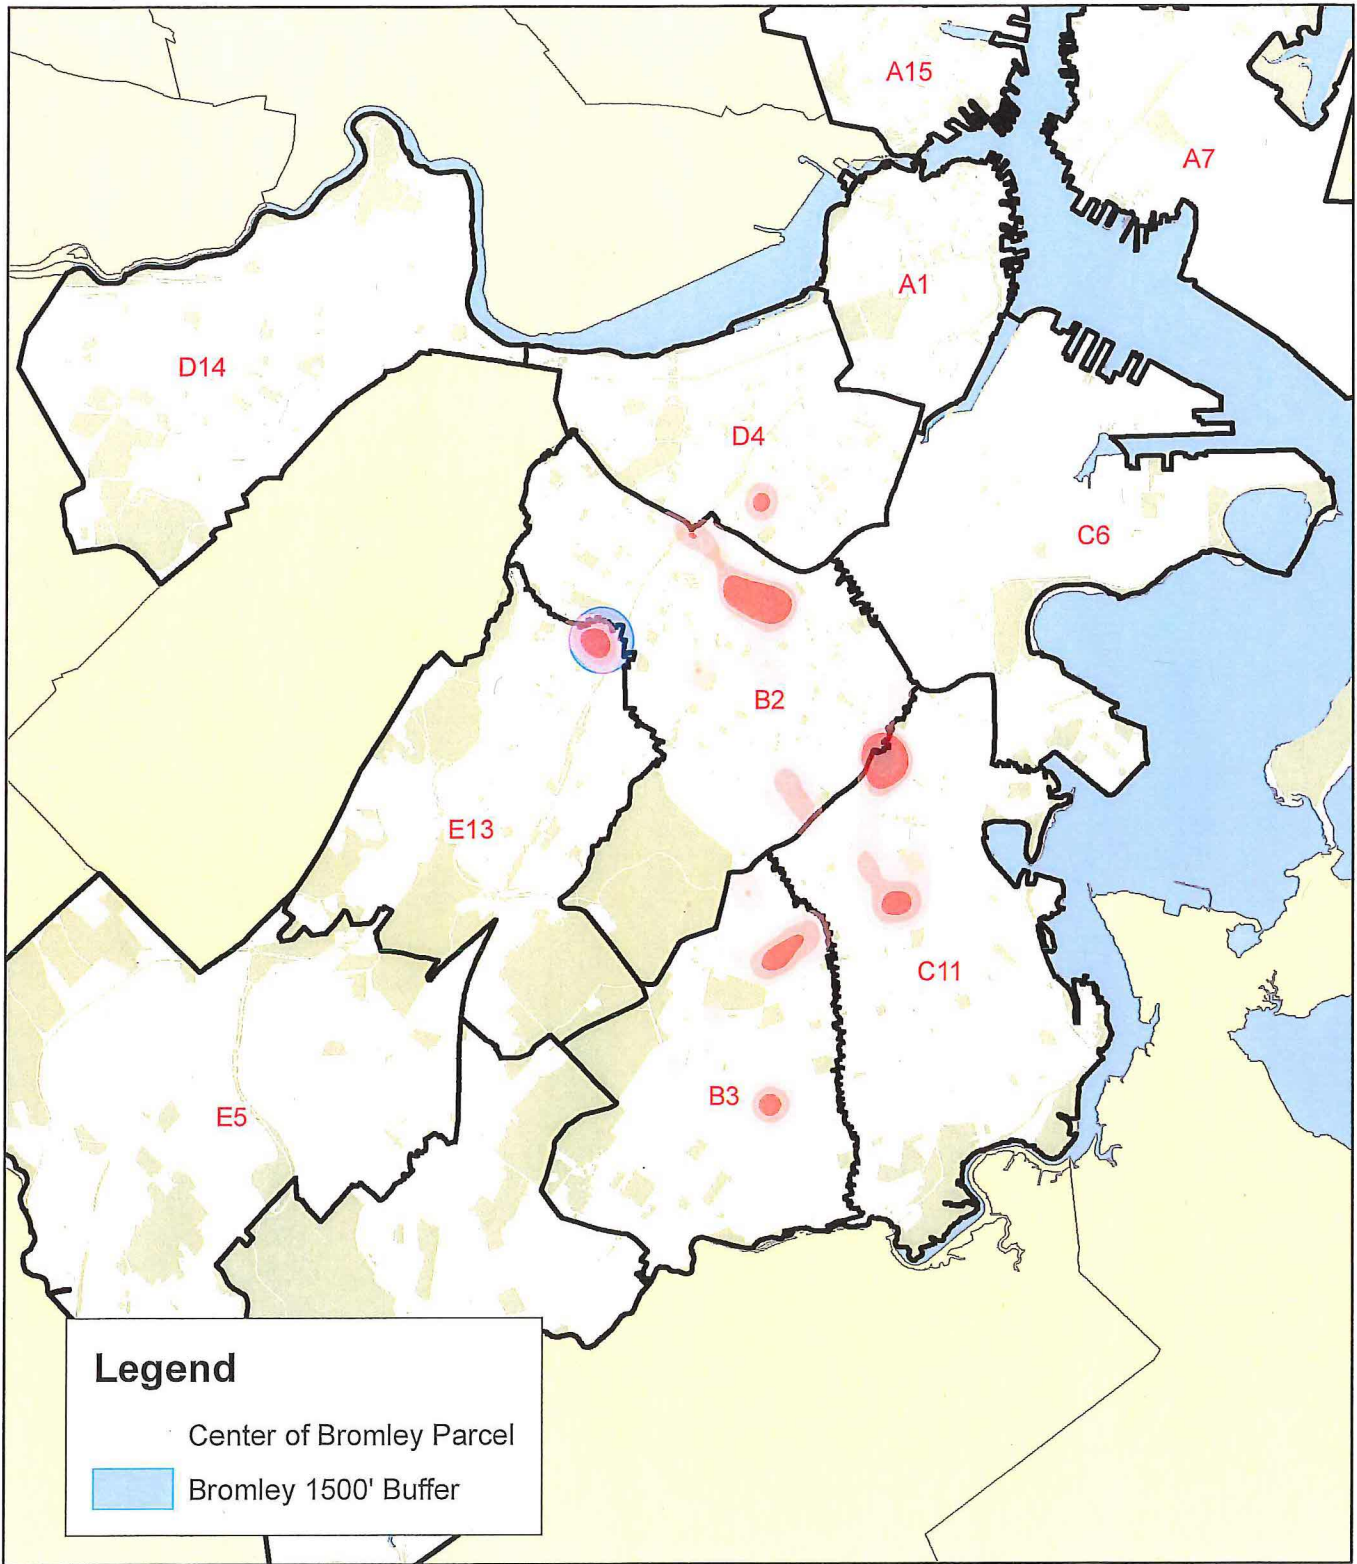 A15
A7
A1
D14
D4
C6
B2
E13
C11
B3
E5
Legend
Center of Bromley Parcel
Bromley 1500' Buffer